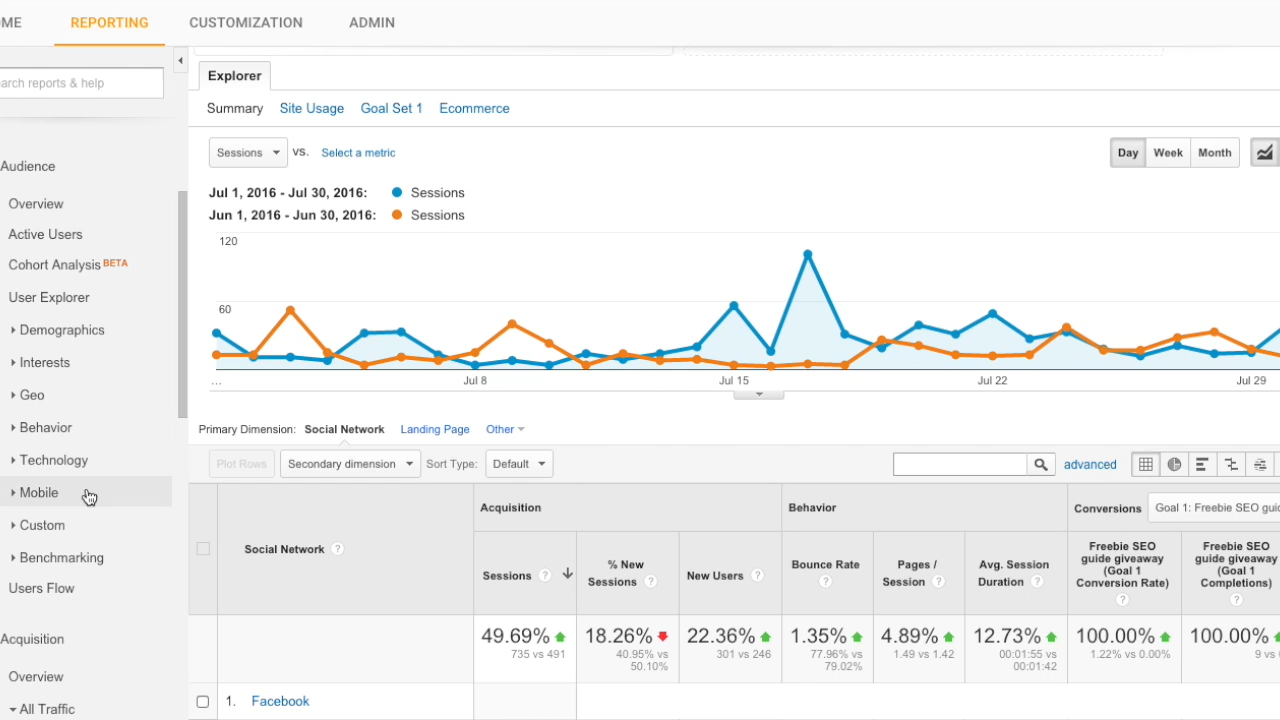 OME REPORTING CUSTOMIZATION ADMIN
arch reports & help
Audience
Overview
Active Users
Cohort Analysis BETA
User Explorer
Demographics
Interests
Geo
Behavior
Technology
Mobile
Custom
Benchmarking
Users Flow
Acquisition
Overview
All Traffic
Explorer
Summary Site Usage Goal Set 1 Ecommerce
Sessions VS. Select a metric Day Week Month
Jul 1, 2016 - Jul 30, 2016: Sessions
Jun 1, 2016 - Jun 30, 2016: Sessions
120
60
... Jul 8 Jul 15 Jul 22 Jul 29
Primary Dimension: Social Network Landing Page Other
Plot Rows Secondary dimension Sort Type: Default advanced
Acquisition Behavior Conversions Goal 1: Freebie SEO guid
Social Network ?
Sessions ?
% New
Sessions ?
New Users ?
Bounce Rate
?
Pages /
Session ?
Avg. Session
Duration ?
Freebie SEO
guide giveaway
(Goal 1
Conversion Rate)
?
Freebie SEO
guide giveaway
(Goal 1
Completions)
?
49.69% 18.26% 22.36% 1.35% 4.89% 12.73% 100.00% 100.00%
735 vs 491
40.95% vs
50.10%
301 vs 246
77.96% vs
79.02%
1.49 vs 1.42
00:01:55 vs
00:01:42
1.22% vs 0.00%
9 vs
1. Facebook